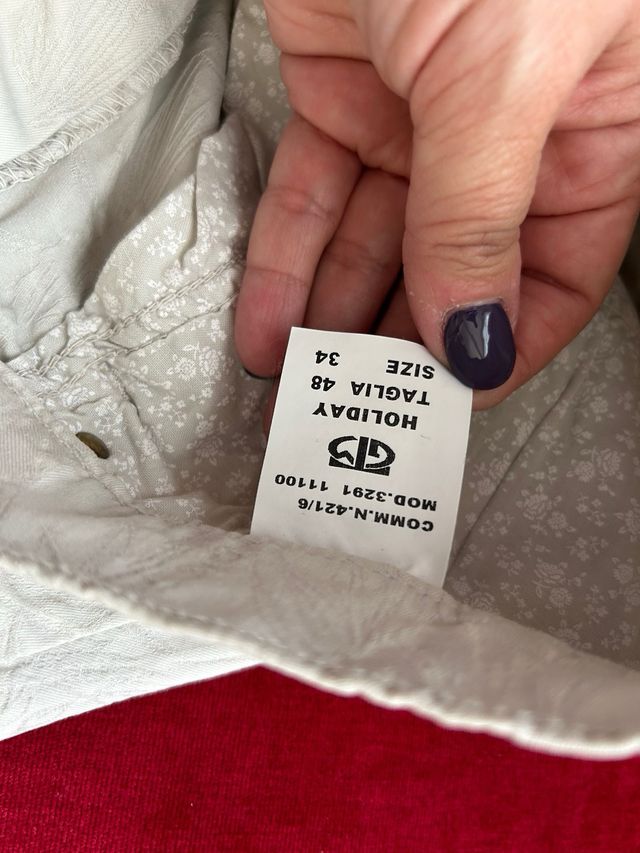 COMM.N.421/6
MOD.3291 11100
HOLIDAY
TAGLIA 48
SIZE 34